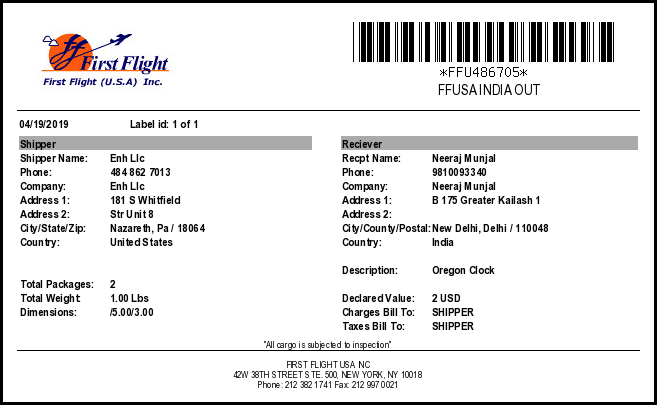 First Flight
First Flight (U.S.A) Inc.
*FFU486705*
FFUSA INDIA OUT
04/19/2019 Label id: 1 of 1
Shipper
Shipper Name: Enh Llc
Phone: 484 862 7013
Company: Enh Llc
Address 1: 181 S Whitfield
Address 2: Str Unit 8
City/State/Zip: Nazareth, Pa / 18064
Country: United States
Total Packages: 2
Total Weight: 1.00 Lbs
Dimensions: /5.00/3.00
Reciever
Recpt Name: Neeraj Munjal
Phone: 9810093340
Company: Neeraj Munjal
Address 1: B 175 Greater Kailash 1
Address 2:
City/County/Postal: New Delhi, Delhi / 110048
Country: India
Description: Oregon Clock
Declared Value: 2 USD
Charges Bill To: SHIPPER
Taxes Bill To: SHIPPER
"All cargo is subjected to inspection"
FIRST FLIGHT USA INC
42W 38TH STREET STE. 500, NEW YORK, NY 10018
Phone: 212 382 1741 Fax: 212 997 0021